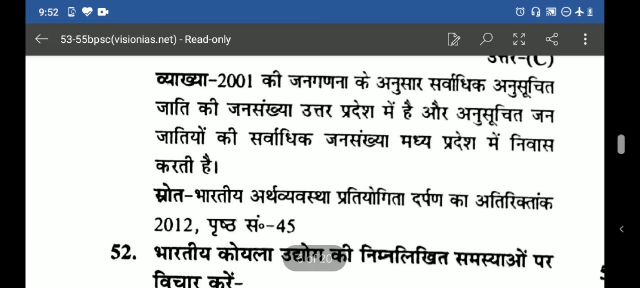 9:52
53-55bpsc(visionias.net) - Read-only
उत्तर-(C)
व्याख्या-2001 की जनगणना के अनुसार सर्वाधिक अनुसूचित
जाति की जनसंख्या उत्तर प्रदेश में है और अनुसूचित जन
जातियों की सर्वाधिक जनसंख्या मध्य प्रदेश में निवास
करती है।
स्रोत-भारतीय अर्थव्यवस्था प्रतियोगिता दर्पण का अतिरिक्तांक
2012, पृष्ठ सं०-45
52. भारतीय कोयला उद्योग की निम्नलिखित समस्याओं पर
विचार करें-